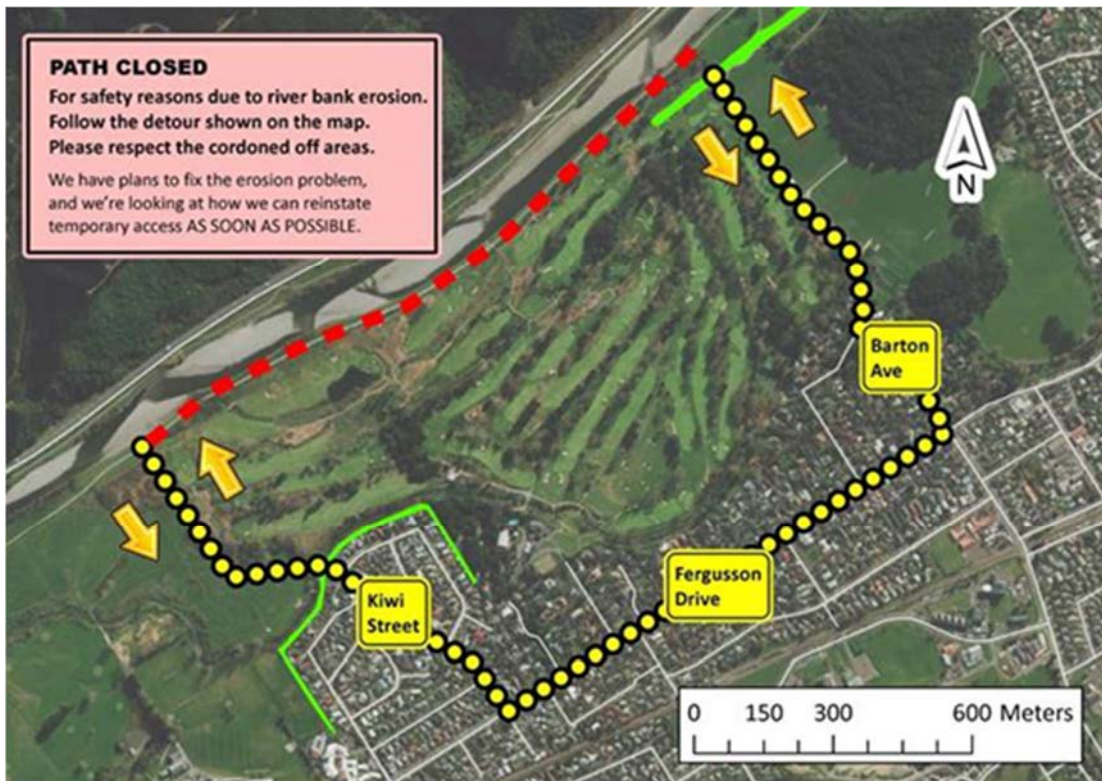 PATH CLOSED
For safety reasons due to river bank erosion.
Follow the detour shown on the map.
Please respect the cordoned off areas.
We have plans to fix the erosion problem,
and we're looking at how we can reinstate
temporary access AS SOON AS POSSIBLE.
N
Barton
Ave
Fergusson
Drive
Kiwi
Street
0 150 300 600 Meters